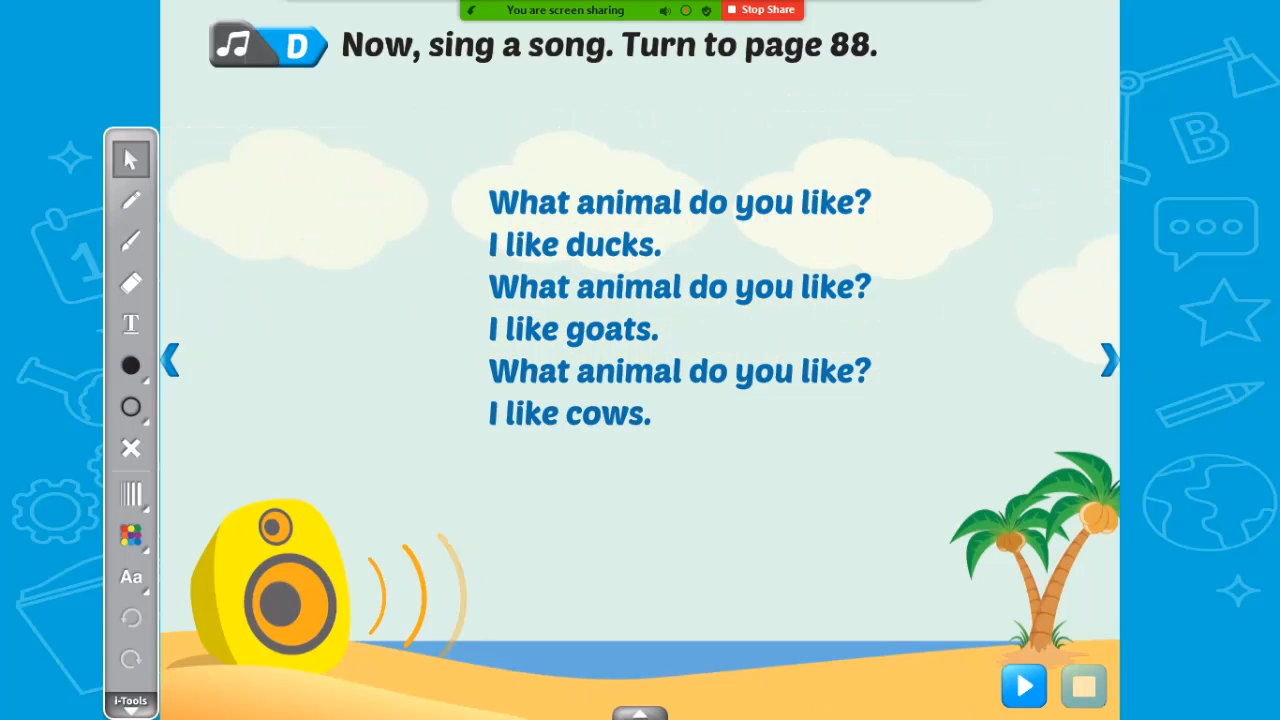 You are screen sharing
Stop Share
D Now, sing a song. Turn to page 88.
What animal do you like?
I like ducks.
What animal do you like?
I like goats.
What animal do you like?
I like cows.
T
Aa
i-Tools
1
B